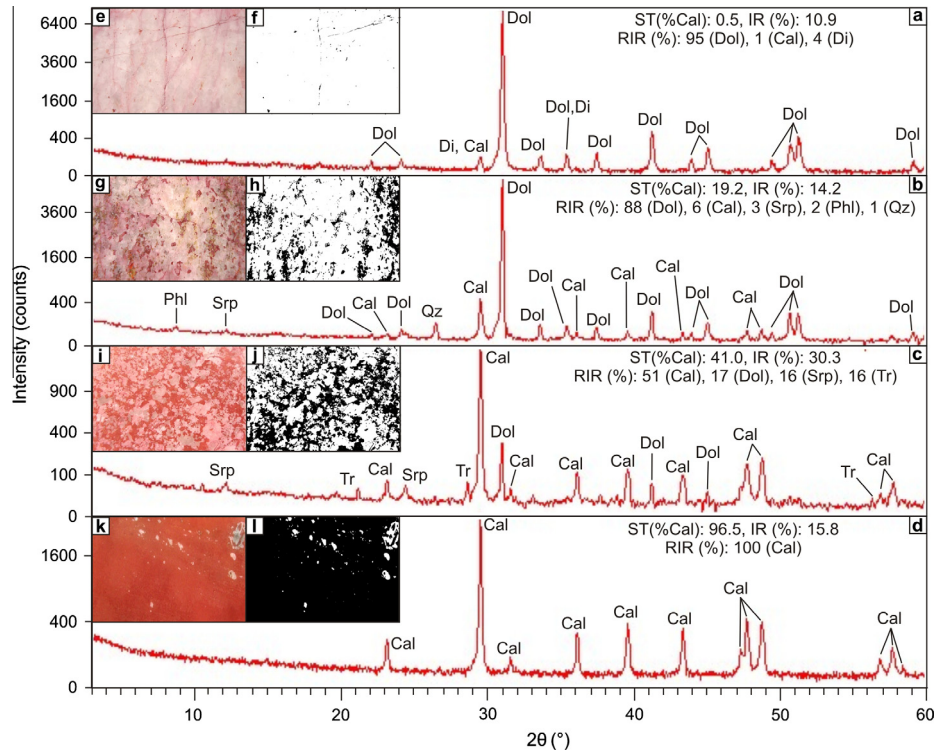 e f ST(%Cal): 0.5, IR (%): 10.9 a
RIR (%): 95 (Dol), 1 (Cal), 4 (Di)
Dol
Dol Di, Cal Dol Dol,Di Dol Dol Dol Dol Dol
6400
3600
1600
400
0
g h ST(%Cal): 19.2, IR (%): 14.2 b
RIR (%): 88 (Dol), 6 (Cal), 3 (Srp), 2 (Phl), 1 (Qz)
Dol
Phl Srp Dol Cal Dol Qz Cal Dol Dol Cal Cal Dol Cal Dol Cal Dol Dol
3600
1600
400
0
i j ST(%Cal): 41.0, IR (%): 30.3 c
RIR (%): 51 (Cal), 17 (Dol), 16 (Srp), 16 (Tr)
Cal
Srp Tr Cal Srp Tr Dol Cal Cal Cal Dol Cal Dol Cal Tr Cal
900
400
100
0
k l ST(%Cal): 96.5, IR (%): 15.8 d
RIR (%): 100 (Cal)
Cal
Cal Cal Cal Cal Cal Cal Cal
1600
400
0
Intensity (counts)
10 20 30 40 50 60
2θ (°)